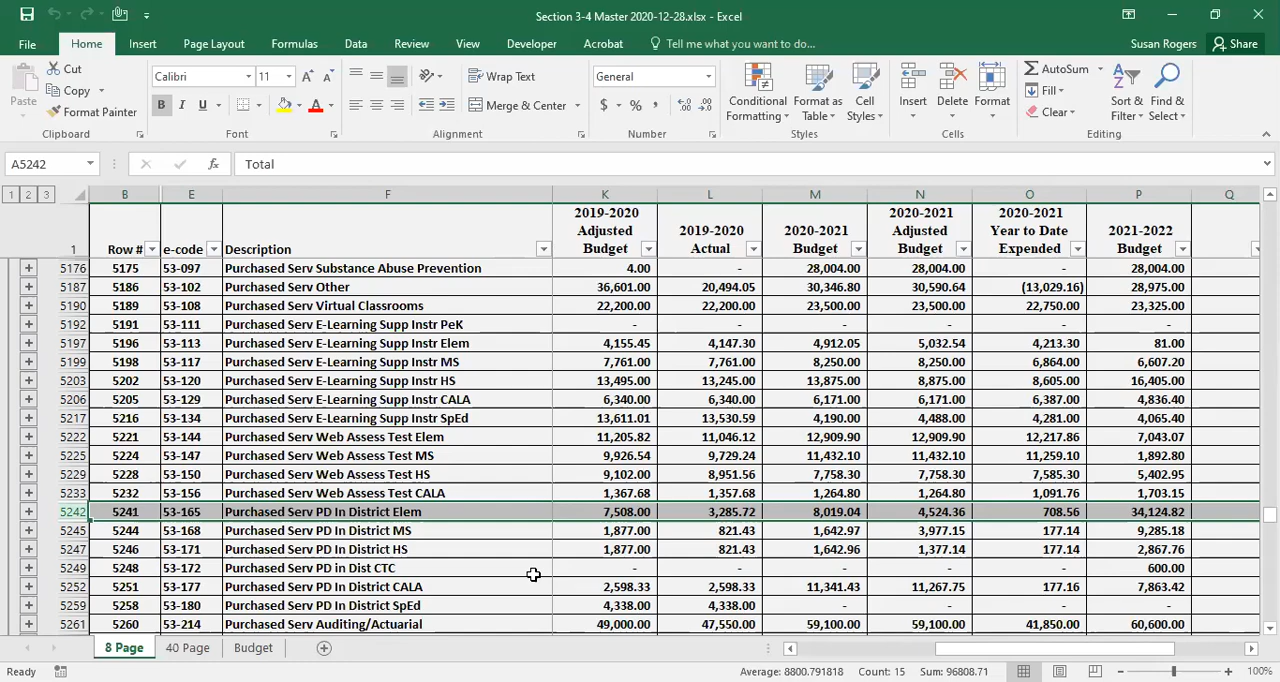 Section 3-4 Master 2020-12-28.xlsx - Excel
File Home Insert Page Layout Formulas Data Review View Developer Acrobat Tell me what you want to do... Susan Rogers Share
Paste Cut Copy Format Painter Clipboard
Calibri 11 B I U A A A Font
Wrap Text Merge & Center Alignment
General $ % , Number
Conditional Formatting Format as Table Cell Styles Styles
Insert Delete Format Cells
AutoSum Fill Clear Sort & Filter Find & Select Editing
A5242 fx Total
1 2 3 B E F K L M N O P Q
1 Row # e-code Description 2019-2020 Adjusted Budget 2019-2020 Actual 2020-2021 Budget 2020-2021 Adjusted Budget 2020-2021 Year to Date Expended 2021-2022 Budget
5176 5175 53-097 Purchased Serv Substance Abuse Prevention 4.00 - 28,004.00 28,004.00 - 28,004.00
5187 5186 53-102 Purchased Serv Other 36,601.00 20,494.05 30,346.80 30,590.64 (13,029.16) 28,975.00
5190 5189 53-108 Purchased Serv Virtual Classrooms 22,200.00 22,200.00 23,500.00 23,500.00 22,750.00 23,325.00
5192 5191 53-111 Purchased Serv E-Learning Supp Instr PeK - - - - - -
5197 5196 53-113 Purchased Serv E-Learning Supp Instr Elem 4,155.45 4,147.30 4,912.05 5,032.54 4,213.30 81.00
5199 5198 53-117 Purchased Serv E-Learning Supp Instr MS 7,761.00 7,761.00 8,250.00 8,250.00 6,864.00 6,607.20
5203 5202 53-120 Purchased Serv E-Learning Supp Instr HS 13,495.00 13,245.00 13,875.00 8,875.00 8,605.00 16,405.00
5206 5205 53-129 Purchased Serv E-Learning Supp Instr CALA 6,340.00 6,340.00 6,171.00 6,171.00 6,387.00 4,836.40
5217 5216 53-134 Purchased Serv E-Learning Supp Instr SpEd 13,611.01 13,530.59 4,190.00 4,488.00 4,281.00 4,065.40
5222 5221 53-144 Purchased Serv Web Assess Test Elem 11,205.82 11,046.12 12,909.90 12,909.90 12,217.86 7,043.07
5225 5224 53-147 Purchased Serv Web Assess Test MS 9,926.54 9,729.24 11,432.10 11,432.10 11,259.10 1,892.80
5229 5228 53-150 Purchased Serv Web Assess Test HS 9,102.00 8,951.56 7,758.30 7,758.30 7,585.30 5,402.95
5233 5232 53-156 Purchased Serv Web Assess Test CALA 1,367.68 1,357.68 1,264.80 1,264.80 1,091.76 1,703.15
5242 5241 53-165 Purchased Serv PD In District Elem 7,508.00 3,285.72 8,019.04 4,524.36 708.56 34,124.82
5245 5244 53-168 Purchased Serv PD In District MS 1,877.00 821.43 1,642.97 3,977.15 177.14 9,285.18
5247 5246 53-171 Purchased Serv PD In District HS 1,877.00 821.43 1,642.96 1,377.14 177.14 2,867.76
5249 5248 53-172 Purchased Serv PD in Dist CTC - - - - - 600.00
5252 5251 53-177 Purchased Serv PD In District CALA 2,598.33 2,598.33 11,341.43 11,267.75 177.16 7,863.42
5259 5258 53-180 Purchased Serv PD In District SpEd 4,338.00 4,338.00 - - - -
5261 5260 53-214 Purchased Serv Auditing/Actuarial 49,000.00 47,550.00 59,100.00 59,100.00 41,850.00 60,600.00
8 Page 40 Page Budget
Ready Average: 8800.791818 Count: 15 Sum: 96808.71 100%